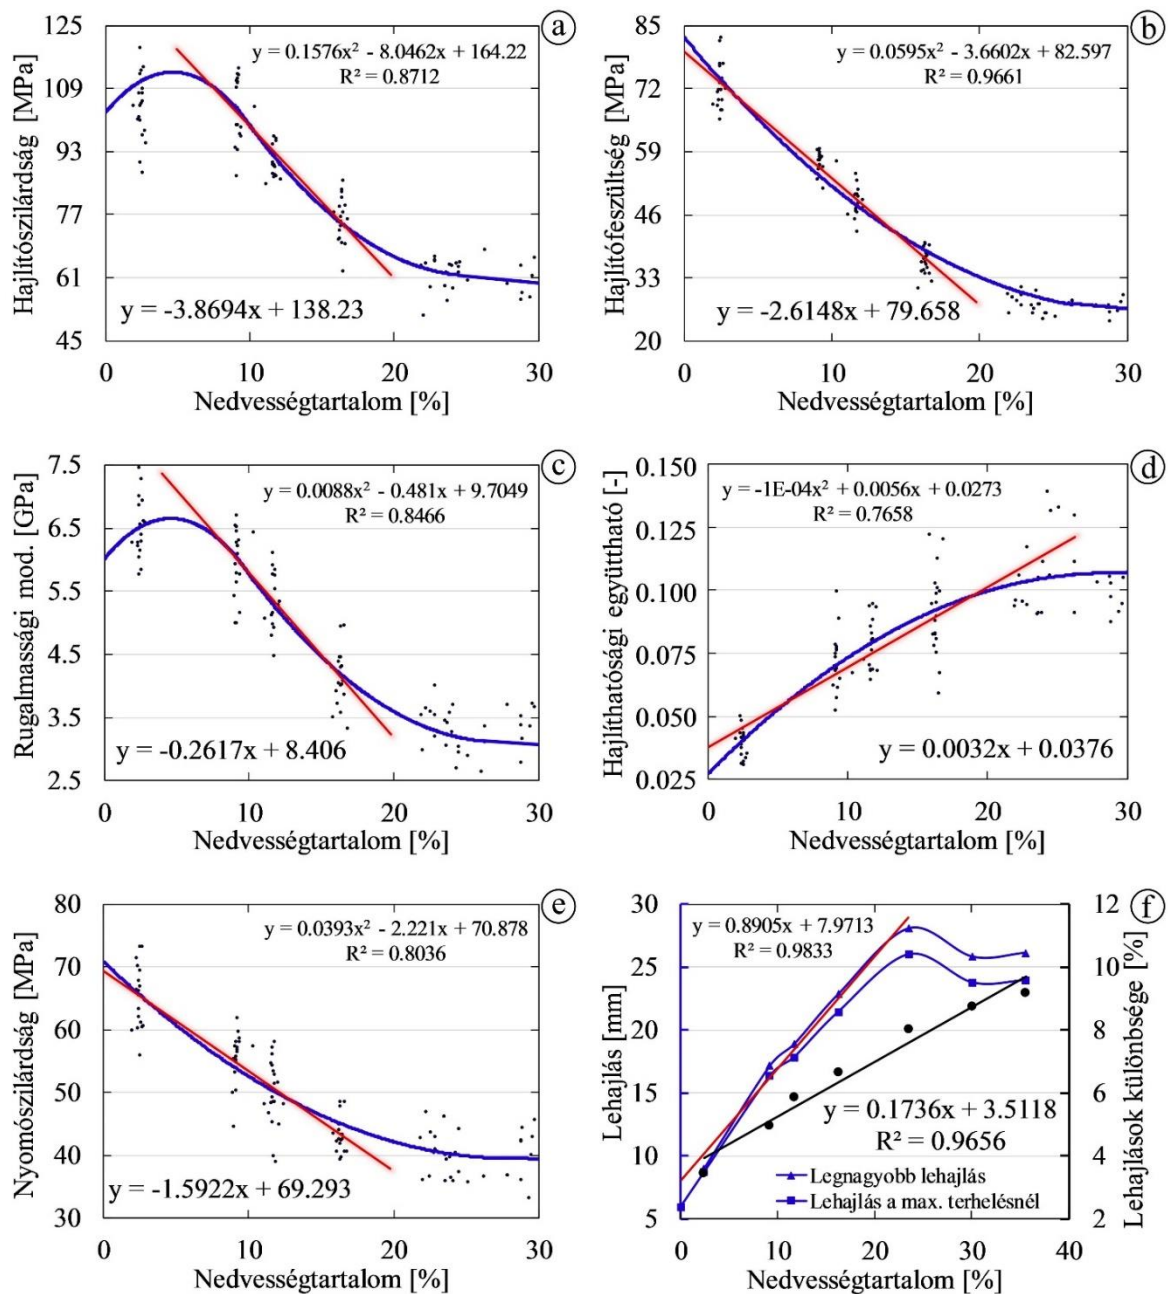 a
y = 0.1576x² - 8.0462x + 164.22
R² = 0.8712
Hajlítószilárdság [MPa]
125
109
93
77
61
45
y = -3.8694x + 138.23
0 10 20 30
Nedvességtartalom [%]
b
y = 0.0595x² - 3.6602x + 82.597
R² = 0.9661
Hajlítófeszültség [MPa]
85
72
59
46
33
20
y = -2.6148x + 79.658
0 10 20 30
Nedvességtartalom [%]
c
y = 0.0088x² - 0.481x + 9.7049
R² = 0.8466
Rugalmassági mod. [GPa]
7.5
6.5
5.5
4.5
3.5
2.5
y = -0.2617x + 8.406
0 10 20 30
Nedvességtartalom [%]
d
y = -1E-04x² + 0.0056x + 0.0273
R² = 0.7658
Hajlíthatósági együttható [-]
0.150
0.125
0.100
0.075
0.050
0.025
y = 0.0032x + 0.0376
0 10 20 30
Nedvességtartalom [%]
e
y = 0.0393x² - 2.221x + 70.878
R² = 0.8036
Nyomószilárdság [MPa]
80
70
60
50
40
30
y = -1.5922x + 69.293
0 10 20 30
Nedvességtartalom [%]
f
y = 0.8905x + 7.9713
R² = 0.9833
Lehajlás [mm]
30
25
20
15
10
5
y = 0.1736x + 3.5118
R² = 0.9656
Legnagyobb lehajlás
Lehajlás a max. terhelésnél
12
10
8
6
4
2
Lehajlások különbsége [%]
0 10 20 30 40
Nedvességtartalom [%]